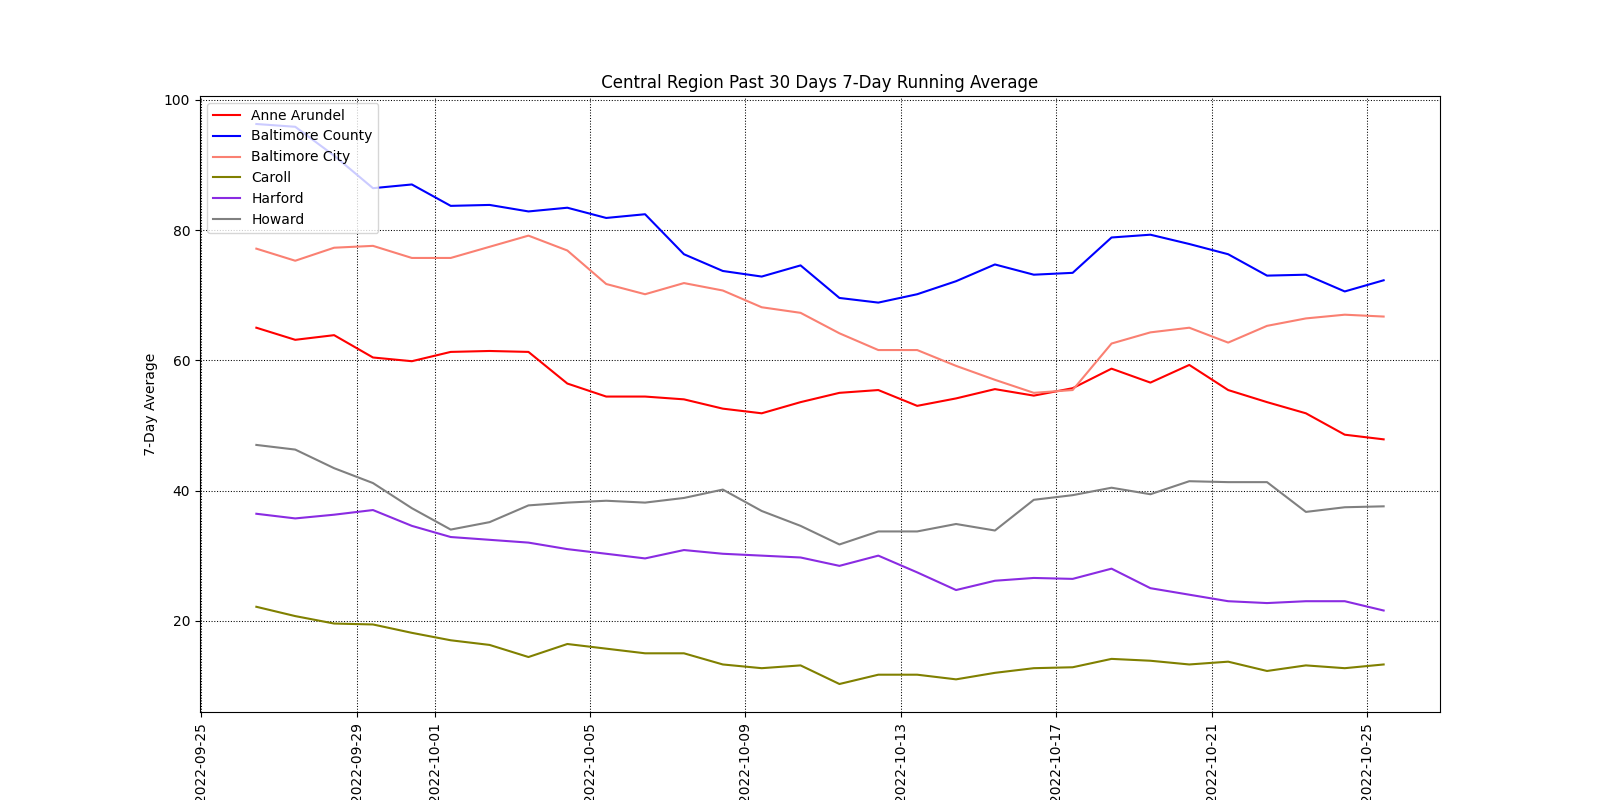 Central Region Past 30 Days 7-Day Running Average
Anne Arundel
Baltimore County
Baltimore City
Caroll
Harford
Howard
7-Day Average
100
80
60
40
20
2022-09-25
2022-09-29
2022-10-01
2022-10-05
2022-10-09
2022-10-13
2022-10-17
2022-10-21
2022-10-25